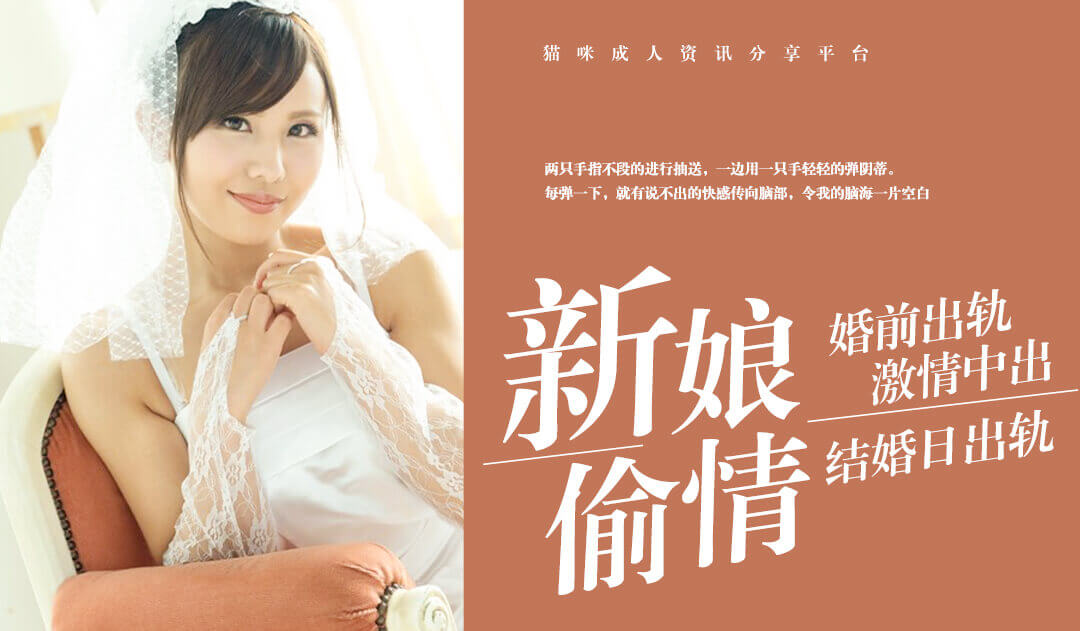 猫咪成人资讯分享平台
两只手指不段的进行抽送，一边用一只手轻轻的弹阴蒂。
每弹一下，就有说不出的快感传向脑部，令我的脑海一片空白
新娘
偷情
婚前出轨
激情中出
结婚日出轨